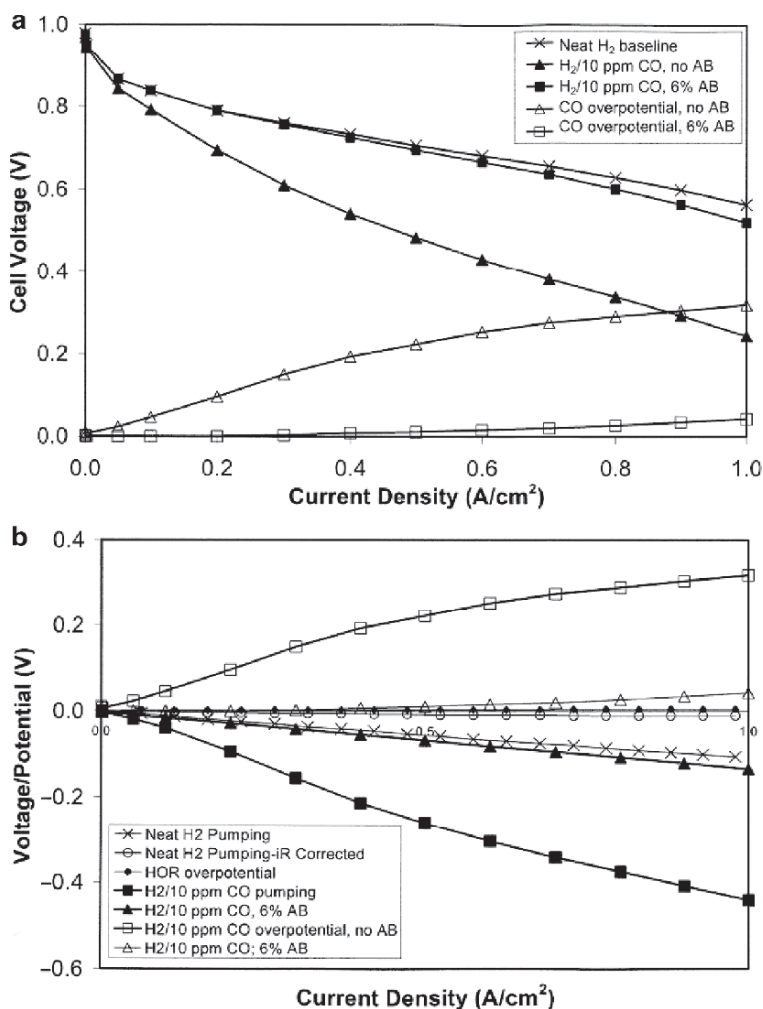 a
1.0
0.8
0.6
0.4
0.2
0.0
Cell Voltage (V)
Neat H₂ baseline
H₂/10 ppm CO, no AB
H₂/10 ppm CO, 6% AB
CO overpotential, no AB
CO overpotential, 6% AB
0.0 0.2 0.4 0.6 0.8 1.0
Current Density (A/cm²)
b
0.4
0.2
0.0
−0.2
−0.4
−0.6
Voltage/Potential (V)
0.0 0.5 1.0
Neat H2 Pumping
Neat H2 Pumping-iR Corrected
HOR overpotential
H2/10 ppm CO pumping
H2/10 ppm CO, 6% AB
H2/10 ppm CO overpotential, no AB
H2/10 ppm CO; 6% AB
Current Density (A/cm²)